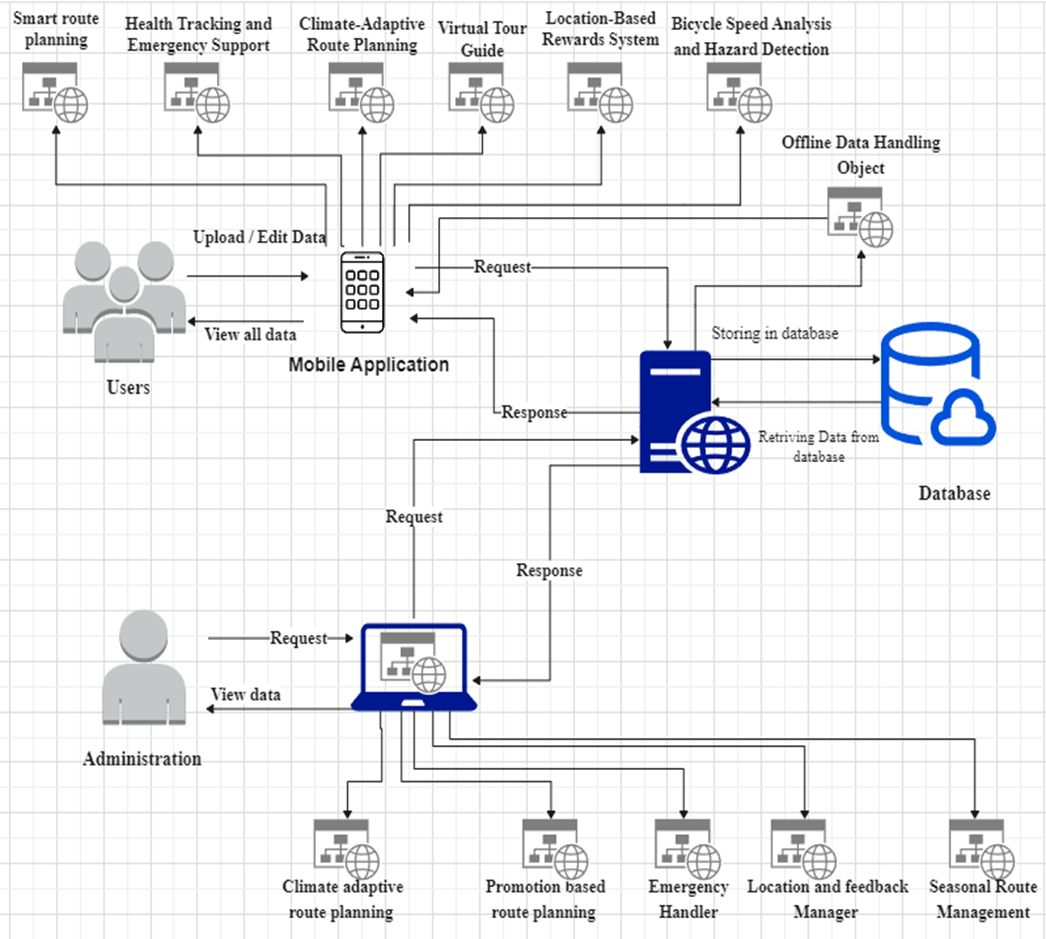 Smart route
planning
Health Tracking and
Emergency Support
Climate-Adaptive
Route Planning
Virtual Tour
Guide
Location-Based
Rewards System
Bicycle Speed Analysis
and Hazard Detection
Offline Data Handling
Object
Upload / Edit Data
Request
View all data
Storing in database
Mobile Application
Users
Response
Retriving Data from
database
Database
Request
Response
Request
View data
Administration
Climate adaptive
route planning
Promotion based
route planning
Emergency
Handler
Location and feedback
Manager
Seasonal Route
Management